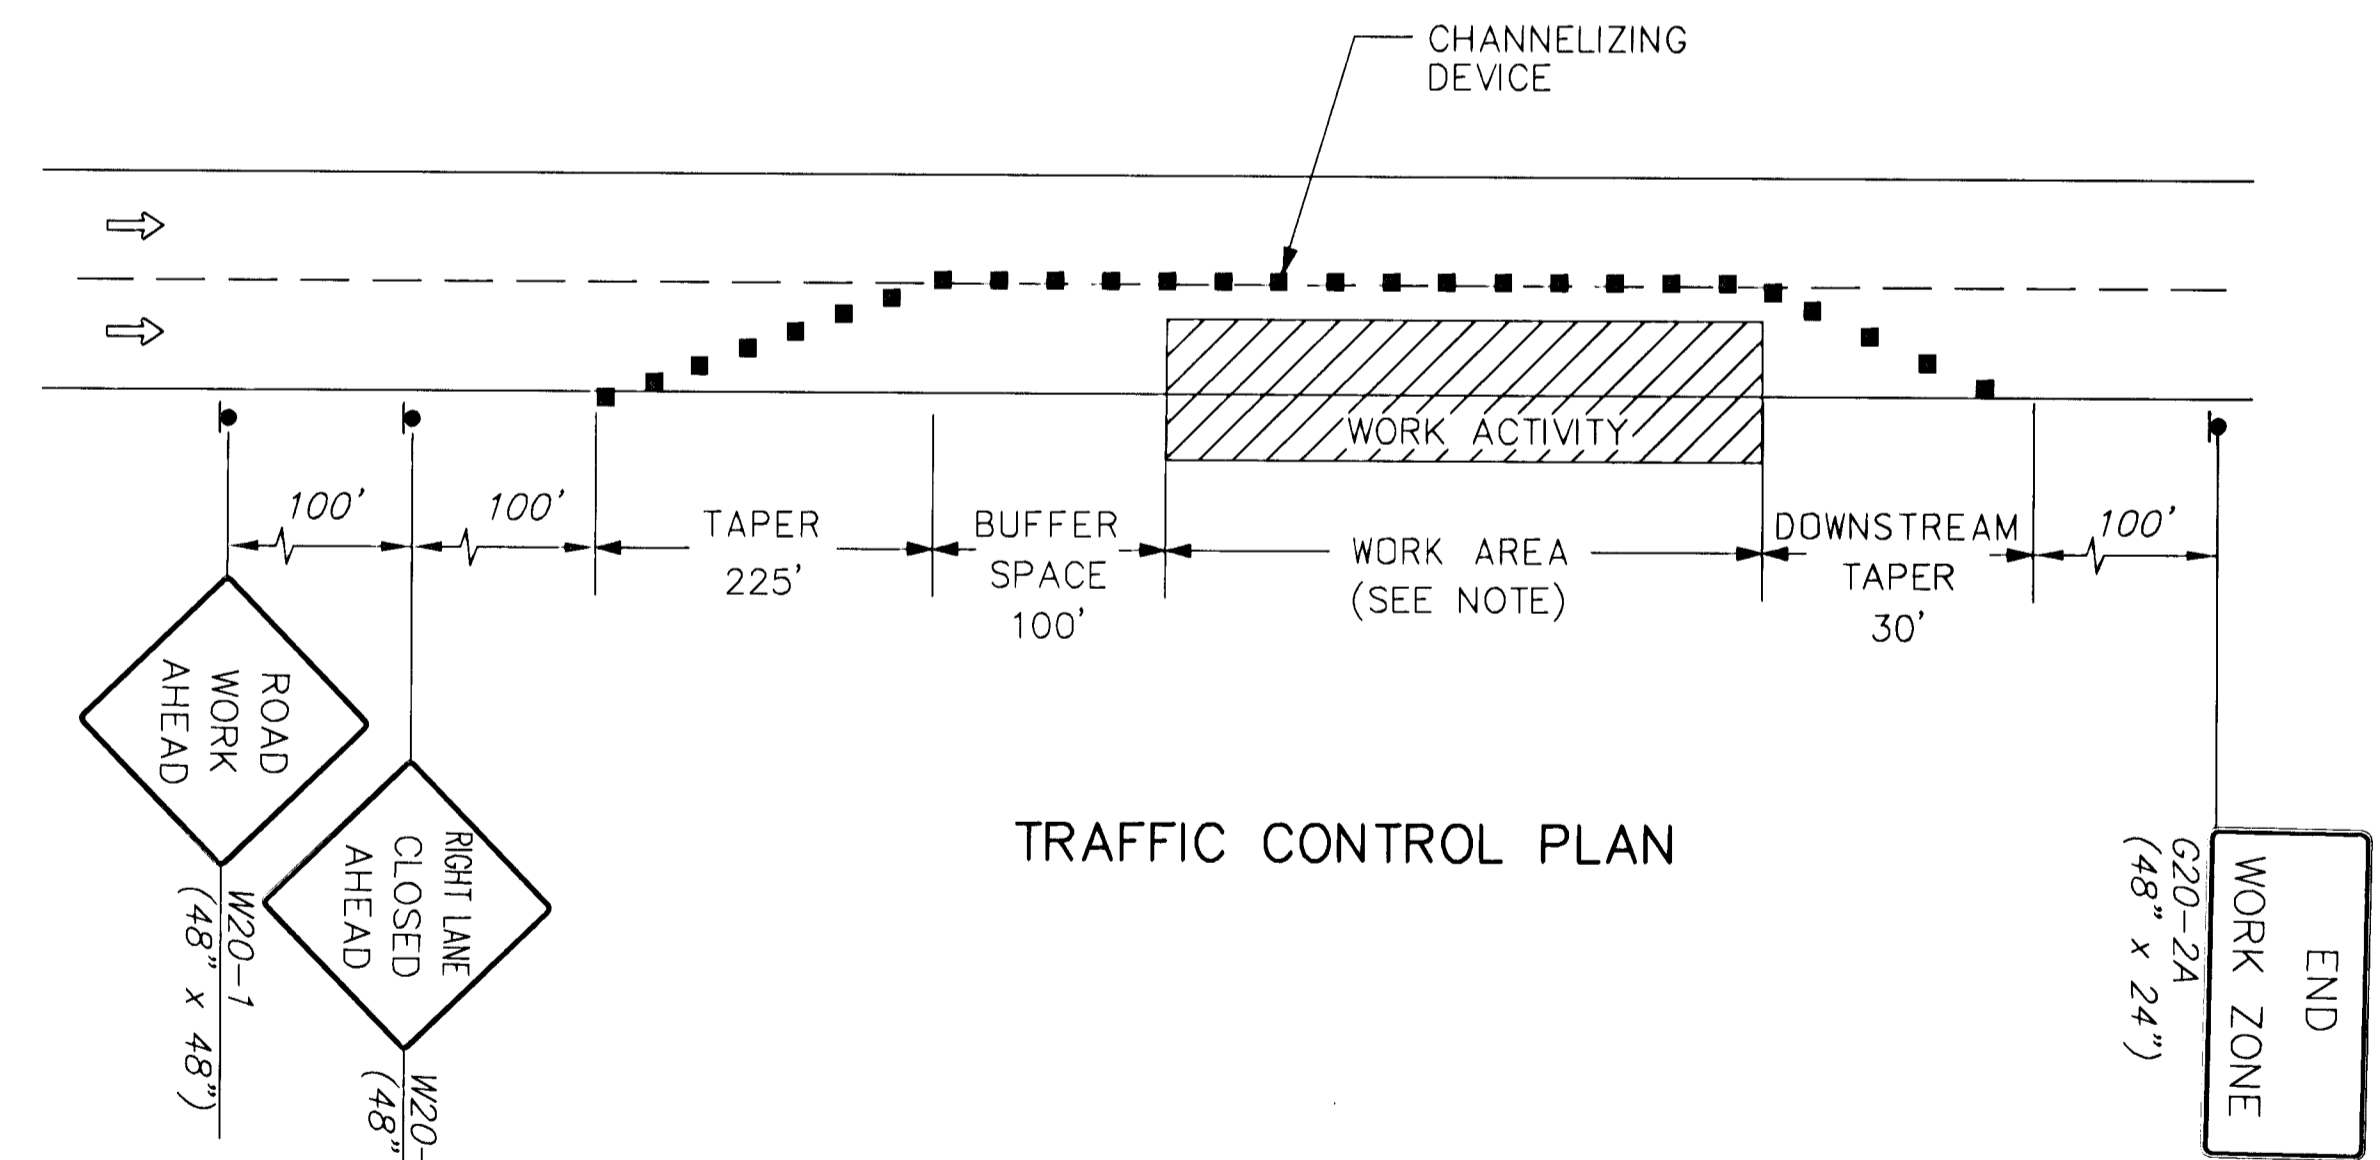 CHANNELIZING
DEVICE
WORK ACTIVITY
100'
100'
TAPER
225'
BUFFER
SPACE
100'
WORK AREA
(SEE NOTE)
DOWNSTREAM
TAPER
30'
100'
ROAD
WORK
AHEAD
W20-1
(48" x 48")
RIGHT LANE
CLOSED
AHEAD
W20-
(48"
TRAFFIC CONTROL PLAN
END
WORK ZONE
G20-2A
(48" x 24")